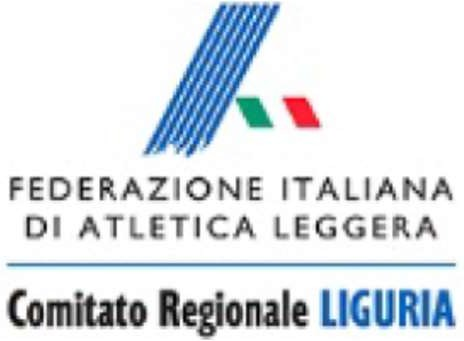 FEDERAZIONE ITALIANA
DI ATLETICA LEGGERA
Comitato Regionale LIGURIA